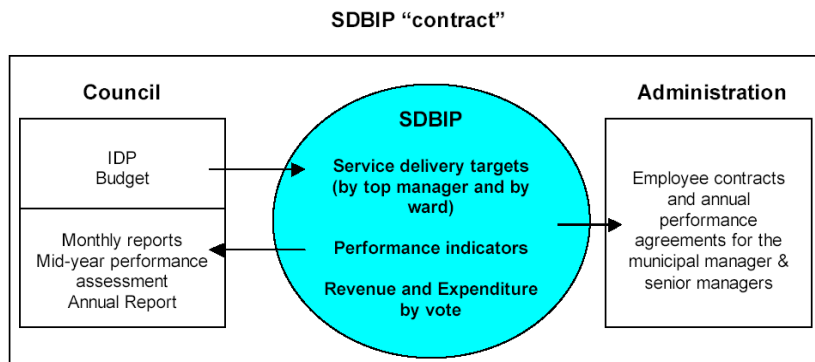 SDBIP “contract”
Council
IDP
Budget
Monthly reports
Mid-year performance
assessment
Annual Report
SDBIP
Service delivery targets
(by top manager and by
ward)
Performance indicators
Revenue and Expenditure
by vote
Administration
Employee contracts
and annual
performance
agreements for the
municipal manager &
senior managers